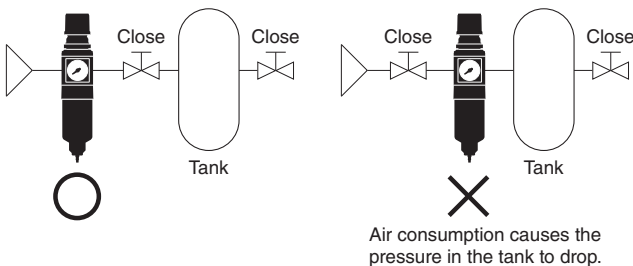 Close
Close
Tank
Close
Close
Tank
Air consumption causes the
pressure in the tank to drop.